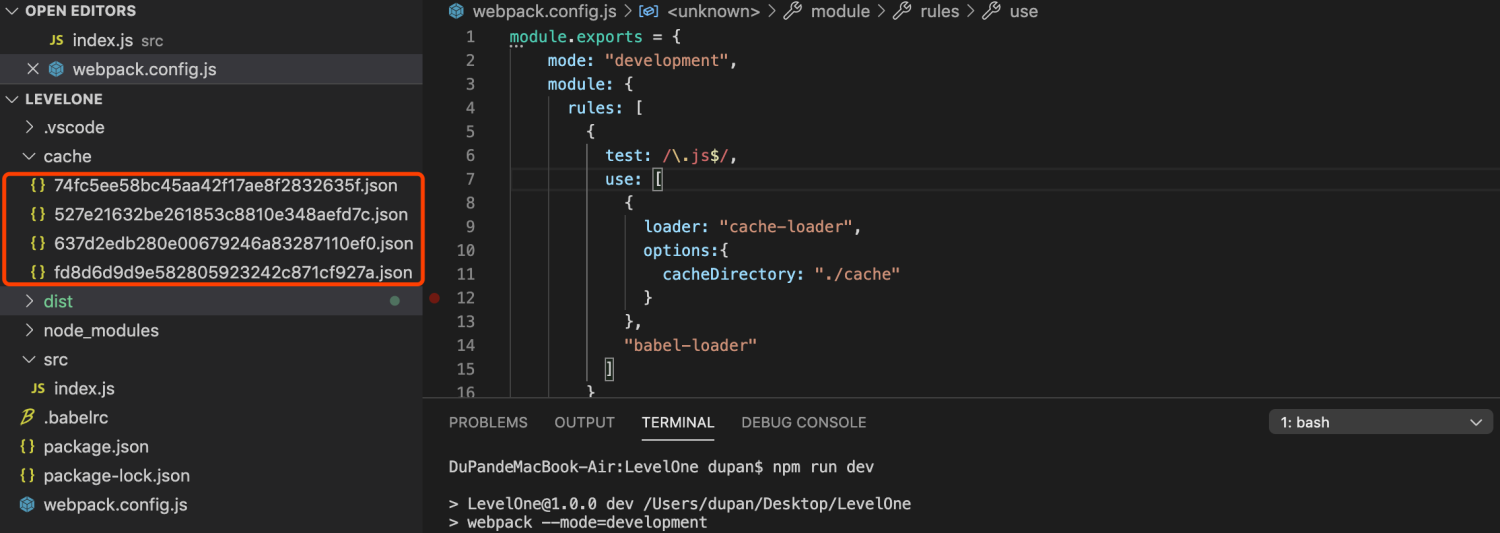 OPEN EDITORS
JS index.js src
webpack.config.js
LEVELONE
.vscode
cache
{} 74fc5ee58bc45aa42f17ae8f2832635f.json
{} 527e21632be261853c8810e348aefd7c.json
{} 637d2edb280e00679246a83287110ef0.json
{} fd8d6d9d9e582805923242c871cf927a.json
dist
node_modules
src
JS index.js
.babelrc
{} package.json
{} package-lock.json
webpack.config.js
webpack.config.js > <unknown> > module > rules > use
1 module.exports = {
2 mode: "development",
3 module: {
4 rules: [
5 {
6 test: /\.js$/,
7 use: [
8 {
9 loader: "cache-loader",
10 options:{
11 cacheDirectory: "./cache"
12 }
13 },
14 "babel-loader"
15 ]
16 }
PROBLEMS OUTPUT TERMINAL DEBUG CONSOLE 1: bash
DuPandeMacBook-Air:LevelOne dupan$ npm run dev
> LevelOne@1.0.0 dev /Users/dupan/Desktop/LevelOne
> webpack --mode=development